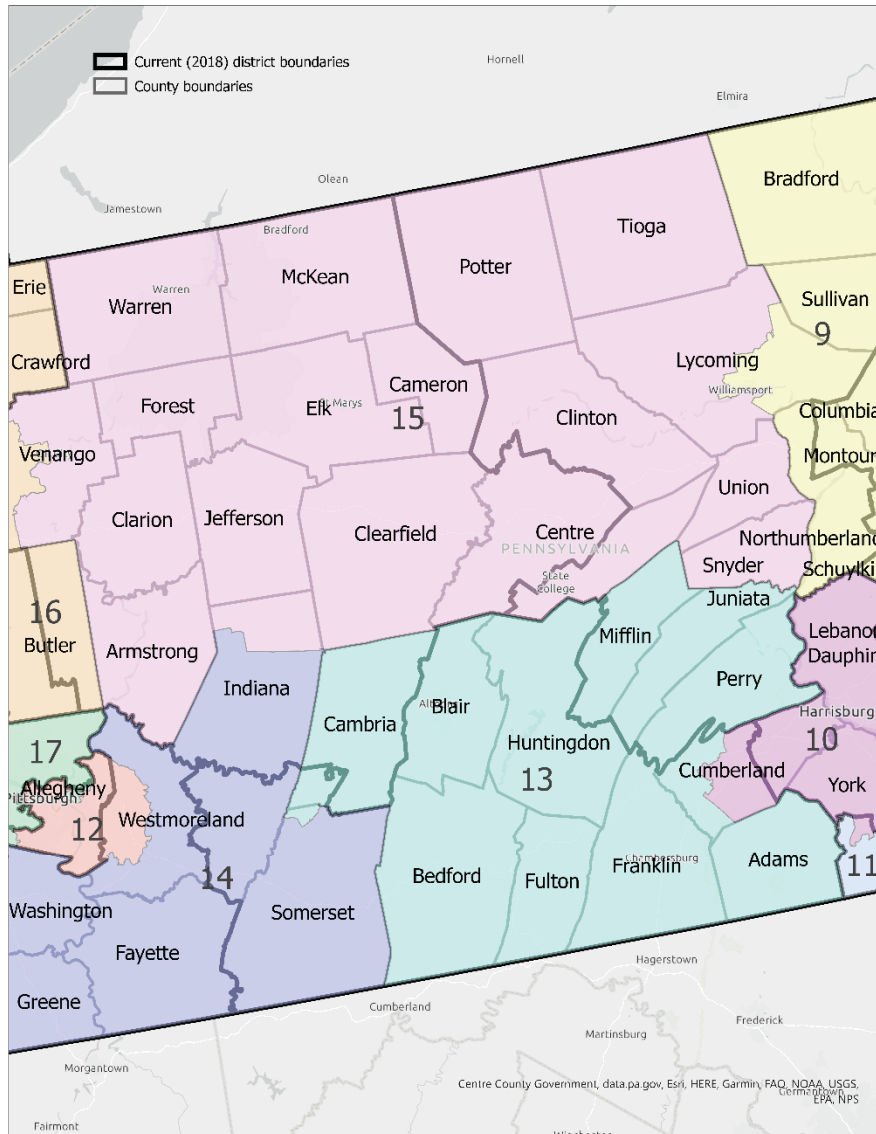 Current (2018) district boundaries
County boundaries
Hornell
Elmira
Olean
Jamestown
Bradford
Bradford
Tioga
Potter
McKean
Warren
Warren
Erie
Sullivan
9
Crawford
Lycoming
Williamsport
Cameron
Forest
Elk
St Marys
15
Clinton
Columbia
Venango
Montour
Union
Clarion
Jefferson
Clearfield
Centre
PENNSYLVANIA
Northumberland
State
College
Snyder
Schuylki
Juniata
16
Butler
Mifflin
Lebanon
Armstrong
Dauphin
Indiana
Perry
Blair
Cambria
Harrisburg
17
Huntingdon
10
Cumberland
13
Allegheny
Pittsburgh
York
12
Westmoreland
Chambersburg
Adams
11
14
Bedford
Fulton
Franklin
Washington
Somerset
Fayette
Greene
Hagerstown
Cumberland
Frederick
Martinsburg
Morgantown
Centre County Government, data.pa.gov, Esri, HERE, Garmin, FAO, NOAA, USGS,
EPA, NPS
Germantown
Fairmont
Winchester